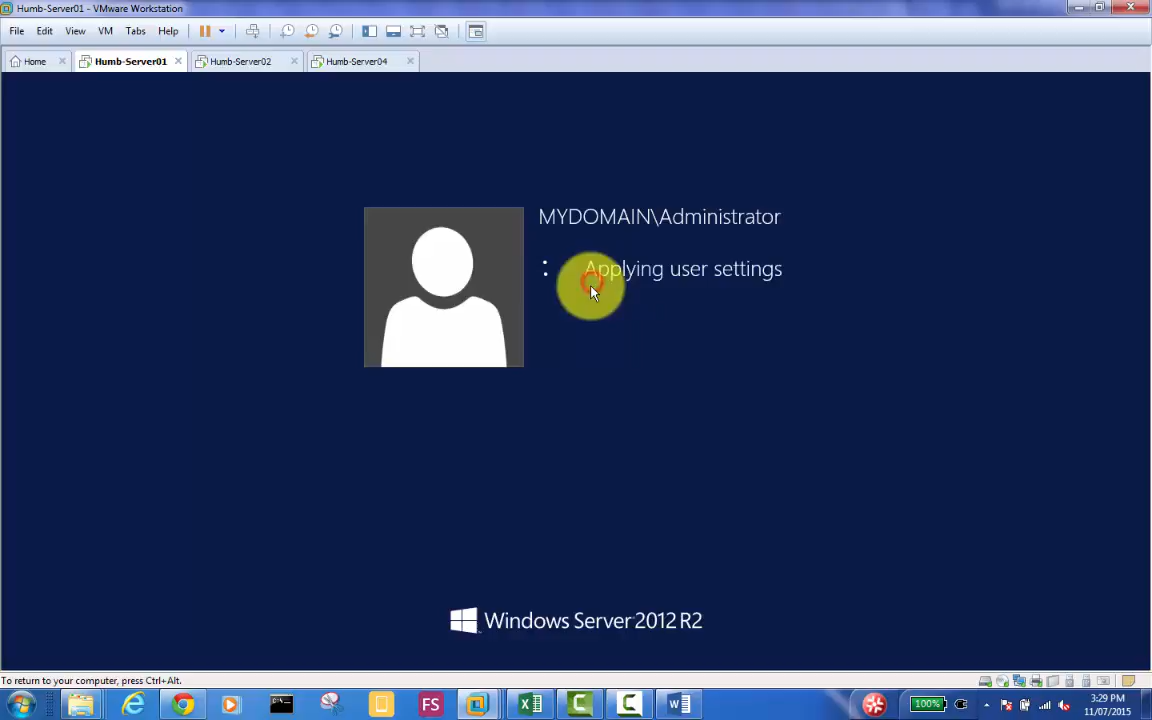 Humb-Server01 - VMware Workstation
File Edit View VM Tabs Help
Home Humb-Server01 Humb-Server02 Humb-Server04
MYDOMAIN\Administrator
Applying user settings
Windows Server 2012 R2
To return to your computer, press Ctrl+Alt.
FS
100%
3:29 PM
11/07/2015